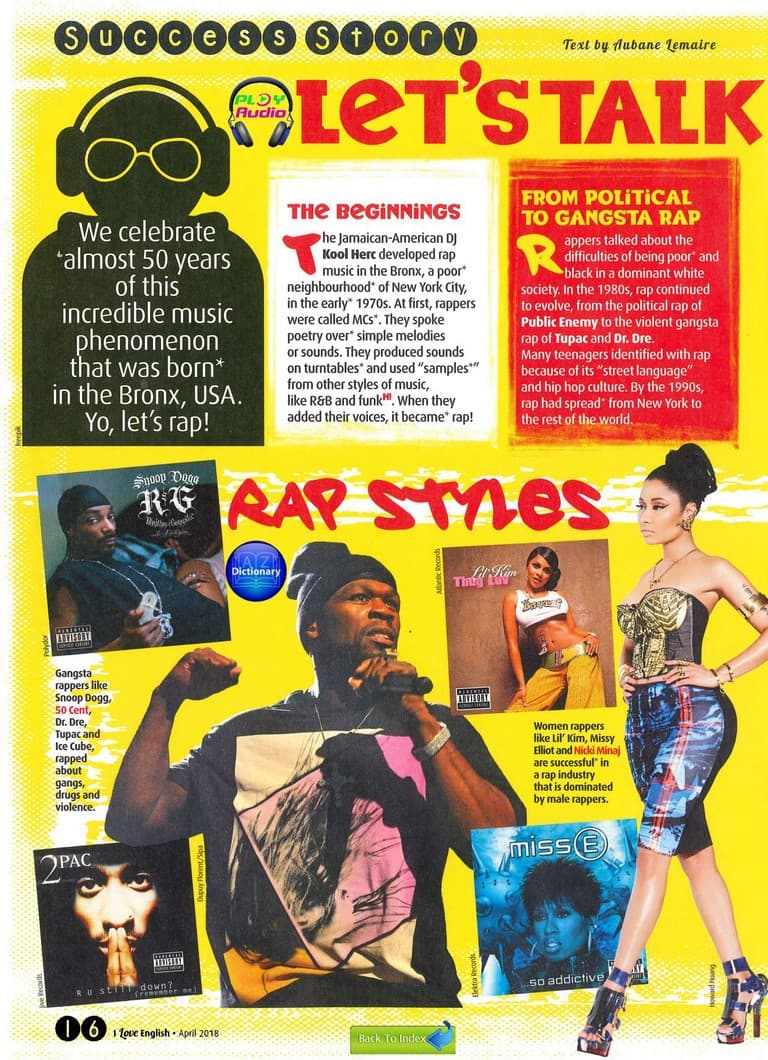 Success Story
Text by Aubane Lemaire
PLAY
Audio
LET'S TALK
We celebrate
*almost 50 years
of this
incredible music
phenomenon
that was born*
in the Bronx, USA.
Yo, let's rap!
freepik
THE BEGINNINGS
The Jamaican-American DJ
Kool Herc developed rap
music in the Bronx, a poor*
neighbourhood* of New York City,
in the early* 1970s. At first, rappers
were called MCs*. They spoke
poetry over* simple melodies
or sounds. They produced sounds
on turntables* and used “samples*”
from other styles of music,
like R&B and funkH!. When they
added their voices, it became* rap!
FROM POLITICAL
TO GANGSTA RAP
Rappers talked about the
difficulties of being poor* and
black in a dominant white
society. In the 1980s, rap continued
to evolve, from the political rap of
Public Enemy to the violent gangsta
rap of Tupac and Dr. Dre.
Many teenagers identified with rap
because of its “street language”
and hip hop culture. By the 1990s,
rap had spread* from New York to
the rest of the world.
RAP STYLES
Snoop Dogg
R&G
PARENTAL
ADVISORY
EXPLICIT CONTENT
Polydor
AZ
Dictionary
Atlantic Records
Lil' Kim
Thug Luv
PARENTAL
ADVISORY
EXPLICIT CONTENT
Gangsta
rappers like
Snoop Dogg,
50 Cent,
Dr. Dre,
Tupac and
Ice Cube,
rapped
about
gangs,
drugs and
violence.
Women rappers
like Lil' Kim, Missy
Elliot and Nicki Minaj
are successful* in
a rap industry
that is dominated
by male rappers.
2PAC
PARENTAL
ADVISORY
R U still down?
(remember me)
Jive Records
Dupuy Florent/Sipa
miss E
...so addictive
Elektra Records
Howard Huang
16 I Love English • April 2018
Back To Index